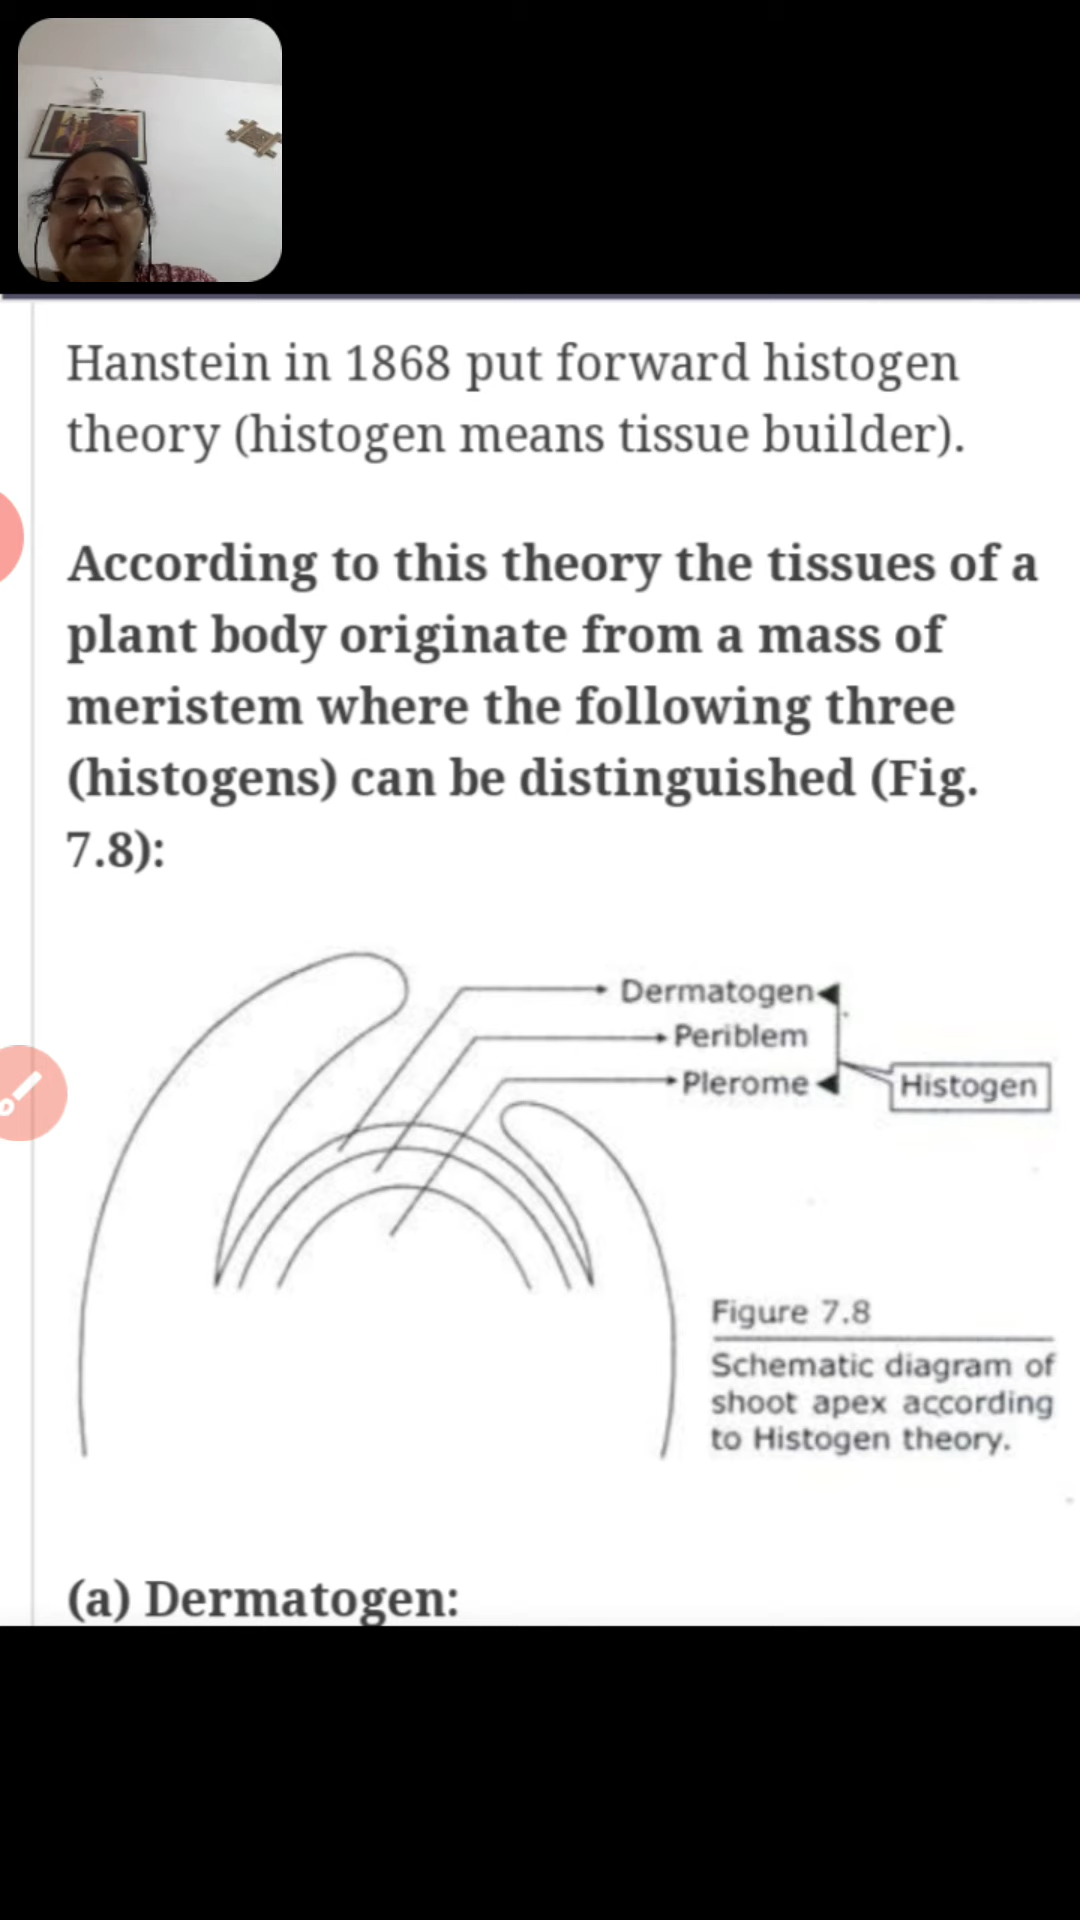 Hanstein in 1868 put forward histogen
theory (histogen means tissue builder).
According to this theory the tissues of a
plant body originate from a mass of
meristem where the following three
(histogens) can be distinguished (Fig.
7.8):
Dermatogen
Periblem
Plerome
Histogen
Figure 7.8
Schematic diagram of
shoot apex according
to Histogen theory.
(a) Dermatogen: